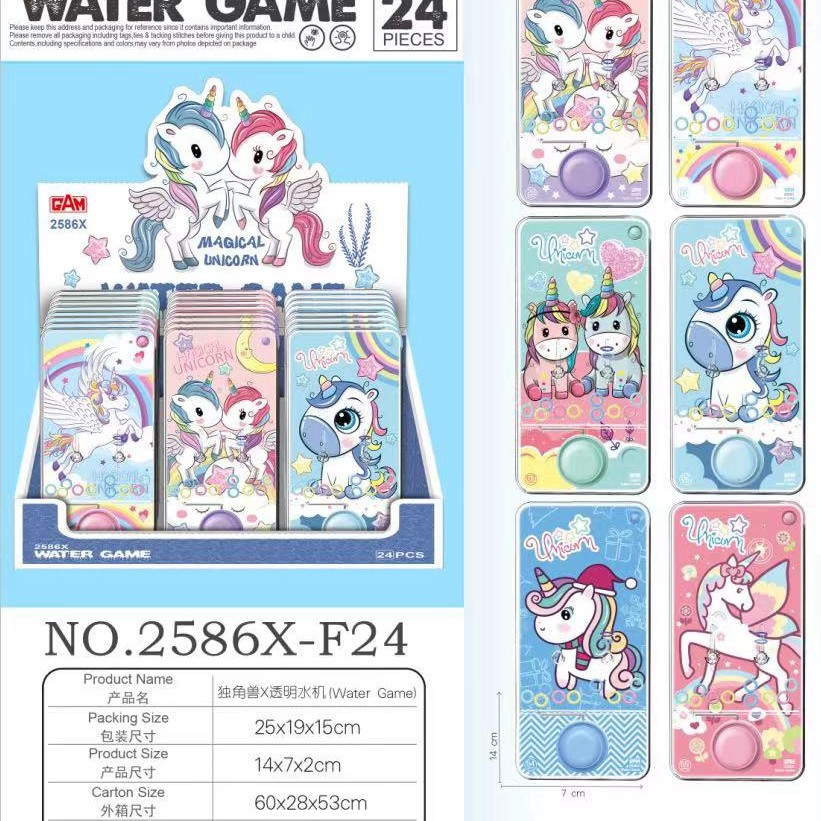 WATER GAME
24
PIECES
Please keep this address and packaging for reference since it contains important information.
Please remove all packaging including tags,ties & tacking stitches before giving this product to a child
Contents,including specifications and colors,may vary from photos depicted on package
GAM
2586X
MAGICAL
UNICORN
WATER GAME
MAGICAL
UNICORN
MAGICAL
UNICORN
Unicorn
2586X
WATER GAME
24PCS
NO.2586X-F24
Product Name
产品名
独角兽X透明水机(Water Game)
Packing Size
包装尺寸
25x19x15cm
Product Size
产品尺寸
14x7x2cm
Carton Size
外箱尺寸
60x28x53cm
MAGICAL
UNICORN
Unicorn
Unicorn
Unicorn
Unicorn
14 cm
7 cm